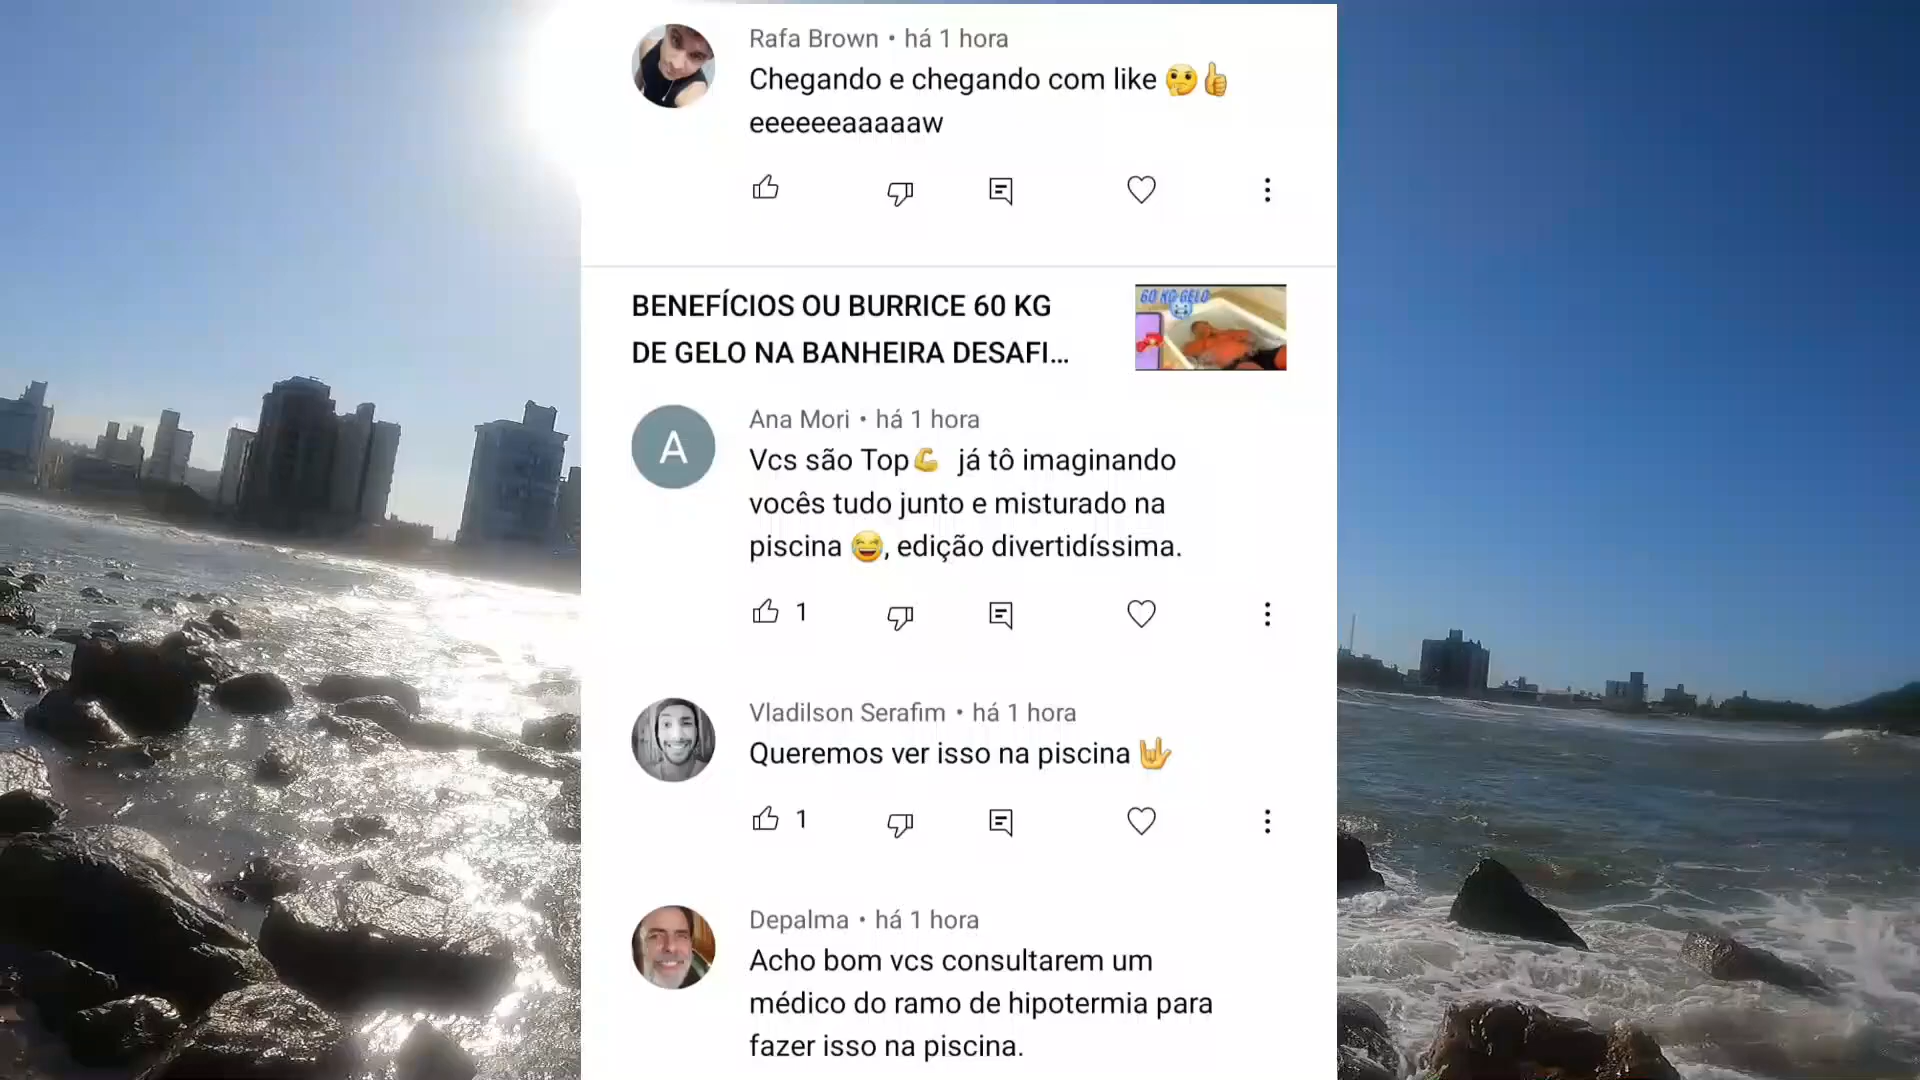 Rafa Brown • há 1 hora
Chegando e chegando com like 🤔👍
eeeeeeaaaaaw
BENEFÍCIOS OU BURRICE 60 KG
DE GELO NA BANHEIRA DESAFI...
60 KG GELO
Ana Mori • há 1 hora
A
Vcs são Top💪 já tô imaginando
vocês tudo junto e misturado na
piscina 😂, edição divertidíssima.
1
Vladilson Serafim • há 1 hora
Queremos ver isso na piscina 🤟
1
Depalma • há 1 hora
Acho bom vcs consultarem um
médico do ramo de hipotermia para
fazer isso na piscina.